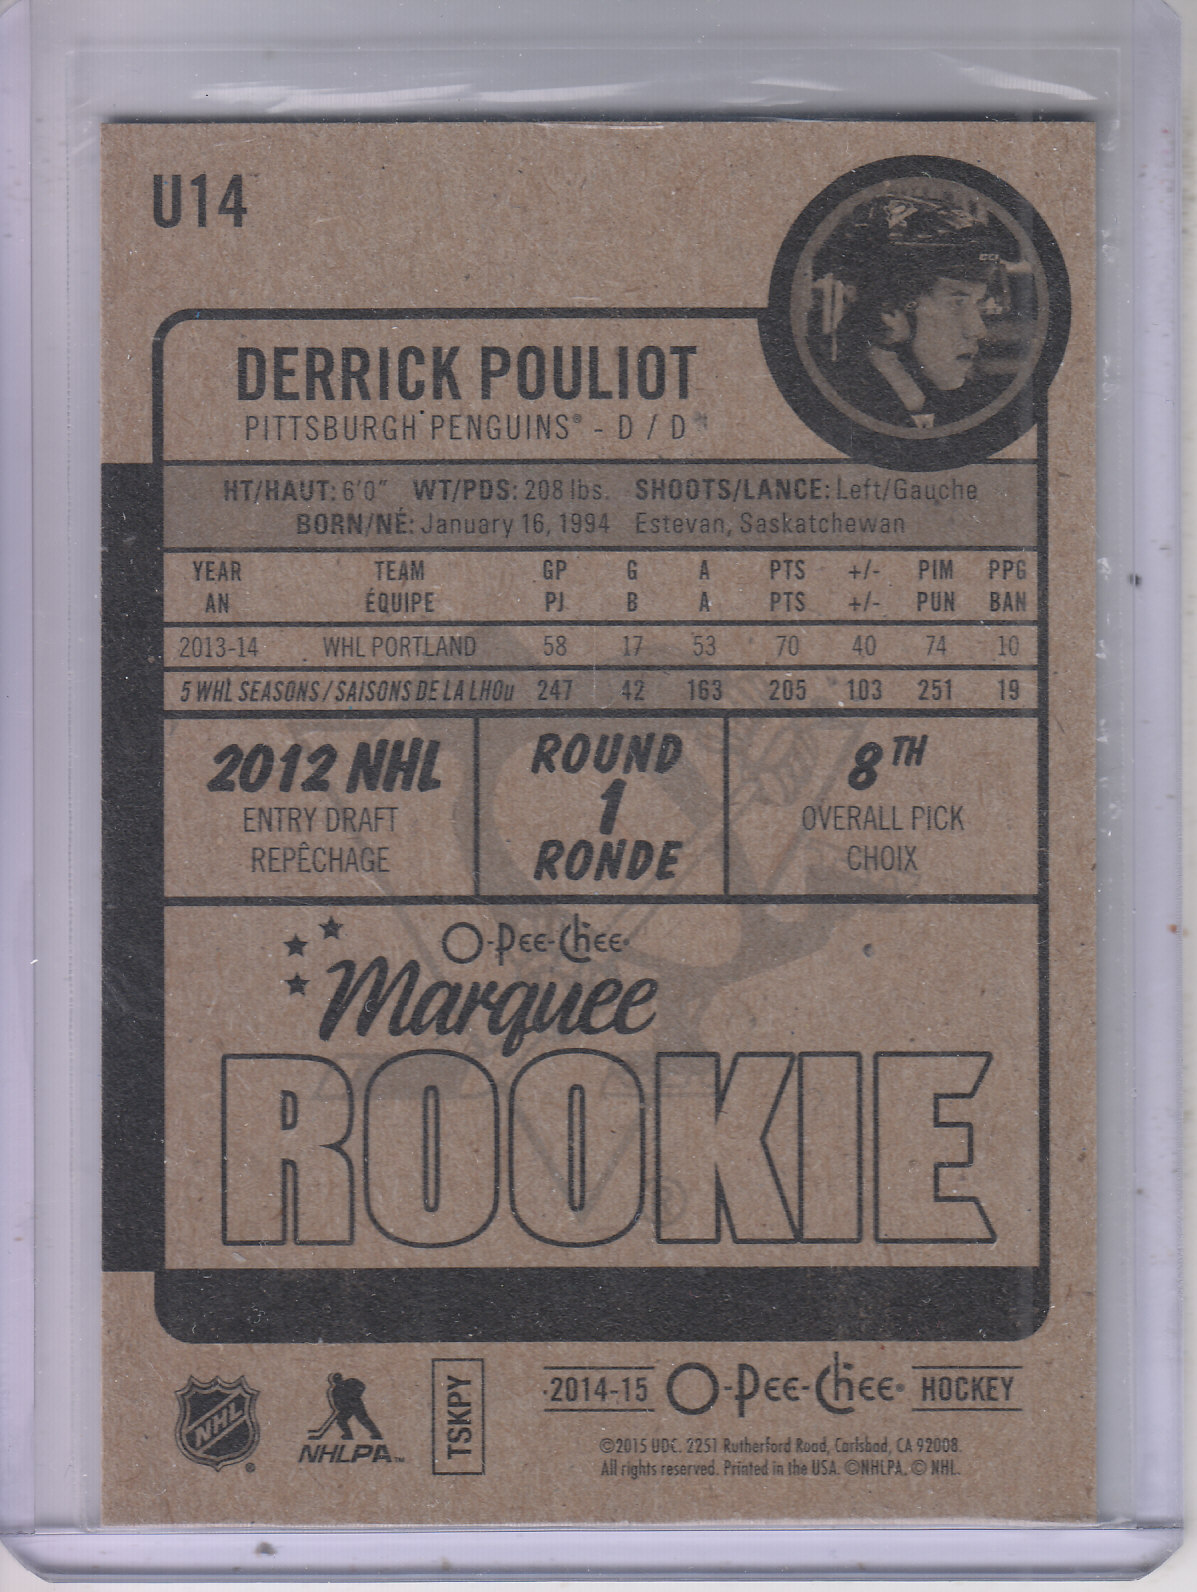 U14
DERRICK POULIOT
PITTSBURGH PENGUINS® - D / D
HT/HAUT: 6'0" WT/PDS: 208 lbs. SHOOTS/LANCE: Left/Gauche
BORN/NÉ: January 16, 1994 Estevan, Saskatchewan
YEAR TEAM GP G A PTS +/- PIM PPG
AN ÉQUIPE PJ B A PTS +/- PUN BAN
2013-14 WHL PORTLAND 58 17 53 70 40 74 10
5 WHL SEASONS/SAISONS DE LA LHOu 247 42 163 205 103 251 19
2012 NHL
ENTRY DRAFT
REPÊCHAGE
ROUND
1
RONDE
8TH
OVERALL PICK
CHOIX
O-Pee-Chee®
Marquee
ROOKIE
NHL®
NHLPA™
TSKPY
2014-15 O-Pee-Chee® HOCKEY
©2015 UDC. 2251 Rutherford Road, Carlsbad, CA 92008.
All rights reserved. Printed in the USA. ©NHLPA. © NHL.